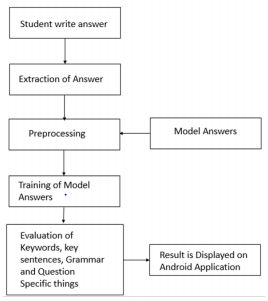 Student write answer
Extraction of Answer
Preprocessing
Model Answers
Training of Model
Answers
Evaluation of
Keywords, key
sentences, Grammar
and Question
Specific things
Result is Displayed on
Android Application